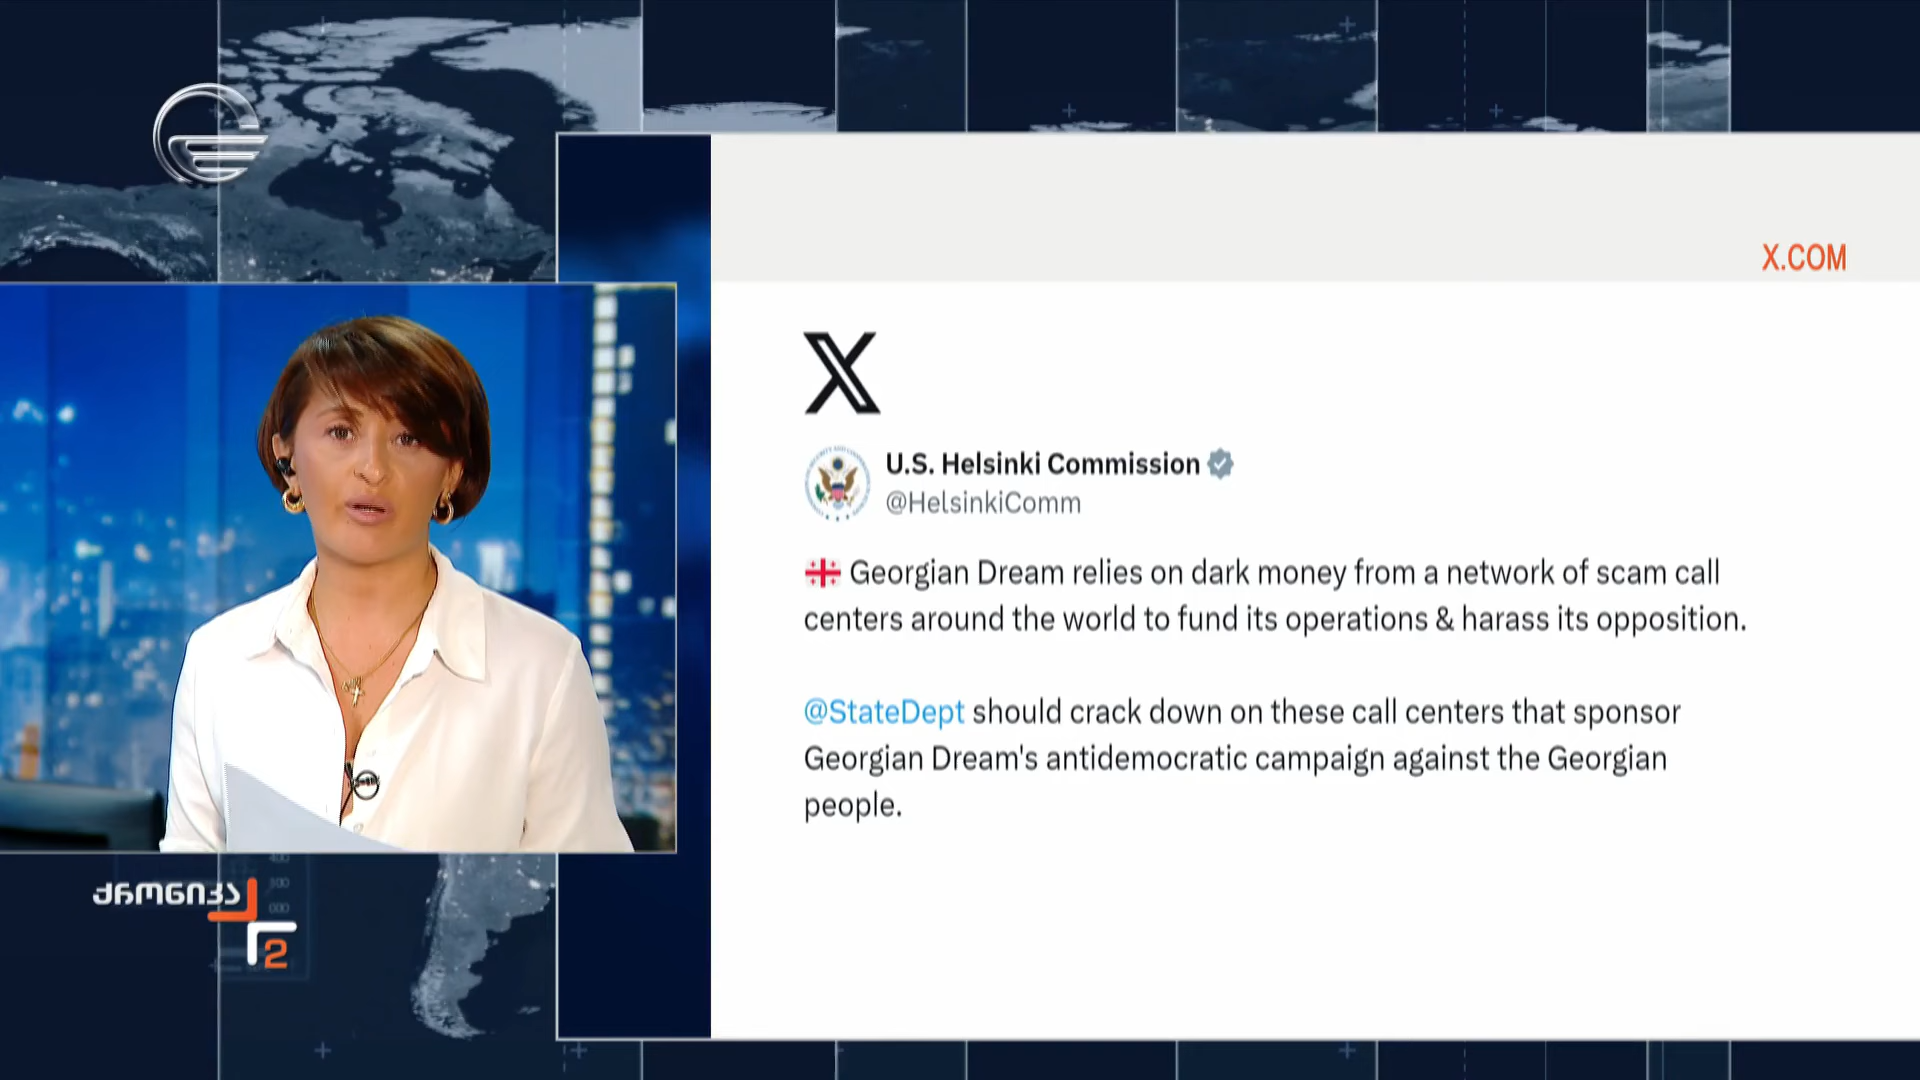 X.COM
U.S. Helsinki Commission
@HelsinkiComm
Georgian Dream relies on dark money from a network of scam call
centers around the world to fund its operations & harass its opposition.
@StateDept should crack down on these call centers that sponsor
Georgian Dream's antidemocratic campaign against the Georgian
people.
ქრონიკა
2